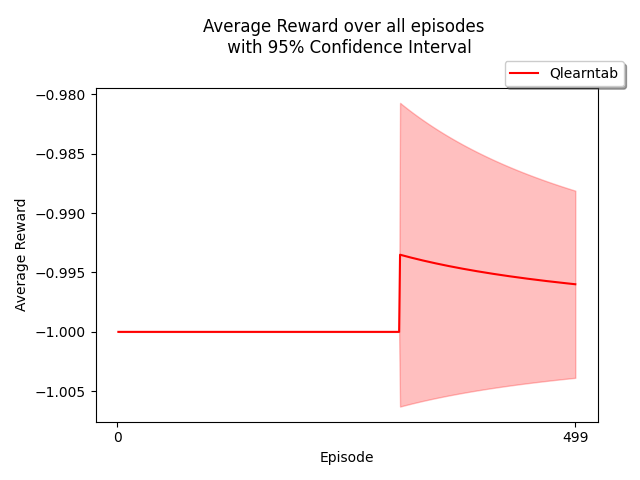 Average Reward over all episodes
with 95% Confidence Interval
Qlearntab
−0.980
−0.985
−0.990
−0.995
−1.000
−1.005
Average Reward
0
499
Episode